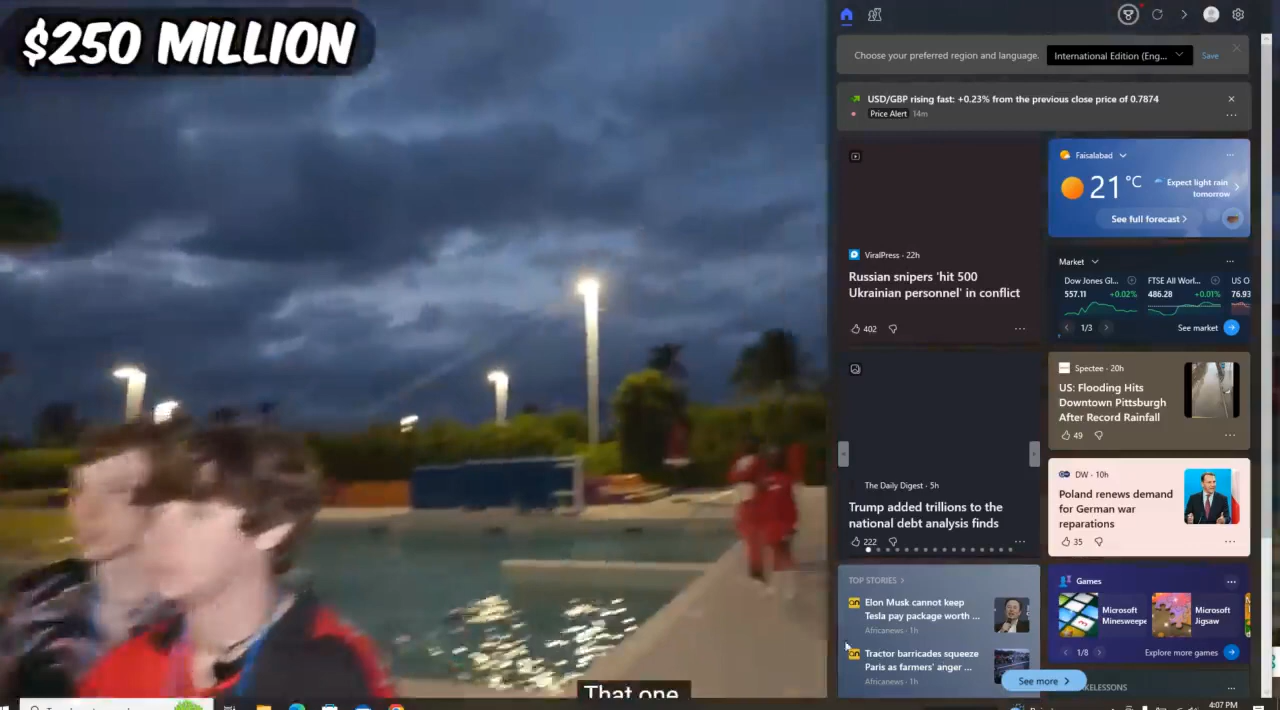 $250 MILLION
That one
Choose your preferred region and language.
International Edition (Eng...
Save
USD/GBP rising fast: +0.23% from the previous close price of 0.7874
Price Alert
14m
ViralPress · 22h
Russian snipers 'hit 500
Ukrainian personnel' in conflict
402
Faisalabad
21 °C
Expect light rain
tomorrow
See full forecast
Market
Dow Jones Gl...
557.11
+0.02%
FTSE All Worl...
486.28
+0.01%
US O
76.93
1/3
See market
The Daily Digest · 5h
Trump added trillions to the
national debt analysis finds
222
Spectee · 20h
US: Flooding Hits
Downtown Pittsburgh
After Record Rainfall
49
DW · 10h
Poland renews demand
for German war
reparations
35
TOP STORIES
Elon Musk cannot keep
Tesla pay package worth ...
Africanews · 1h
Tractor barricades squeeze
Paris as farmers' anger ...
Africanews · 1h
See more
Games
Microsoft
Minesweepe
Microsoft
Jigsaw
1/8
Explore more games
KELESSONS
4:07 PM